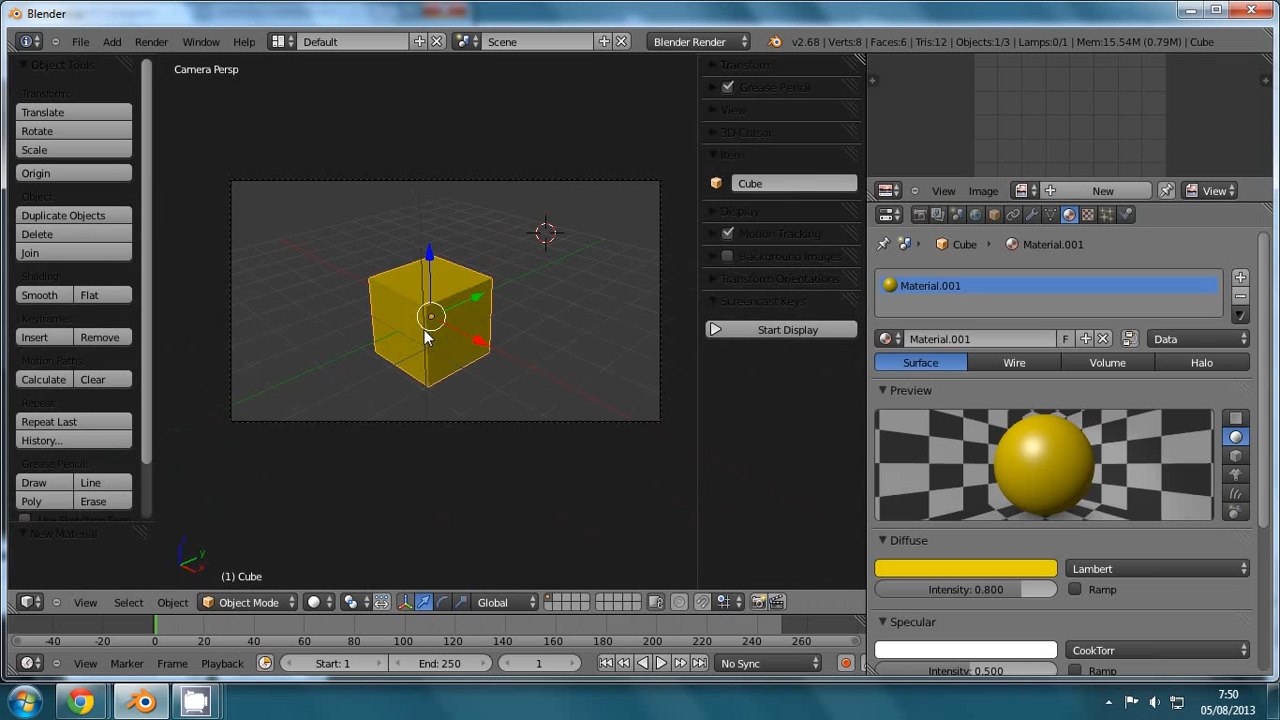 Blender
File Add Render Window Help Default Scene Blender Render v2.68 | Verts:8 | Faces:6 | Tris:12 | Objects:1/3 | Lamps:0/1 | Mem:15.54M (0.79M) | Cube
Object Tools
Transform:
Translate
Rotate
Scale
Origin
Object:
Duplicate Objects
Delete
Join
Shading:
Smooth Flat
Keyframes:
Insert Remove
Motion Paths:
Calculate Clear
Repeat:
Repeat Last
History...
Grease Pencil:
Draw Line
Poly Erase
New Material
Camera Persp
(1) Cube
Transform
Grease Pencil
View
3D Cursor
Item
Cube
Display
Motion Tracking
Background Images
Transform Orientations
Screencast Keys
Start Display
View Image New View
Cube Material.001
Material.001
Material.001 F Data
Surface Wire Volume Halo
Preview
Diffuse
Lambert
Intensity: 0.800 Ramp
Specular
CookTorr
Intensity: 0.500 Ramp
View Select Object Object Mode Global
-40 -20 0 20 40 60 80 100 120 140 160 180 200 220 240 260
View Marker Frame Playback Start: 1 End: 250 1 No Sync
7:50
05/08/2013